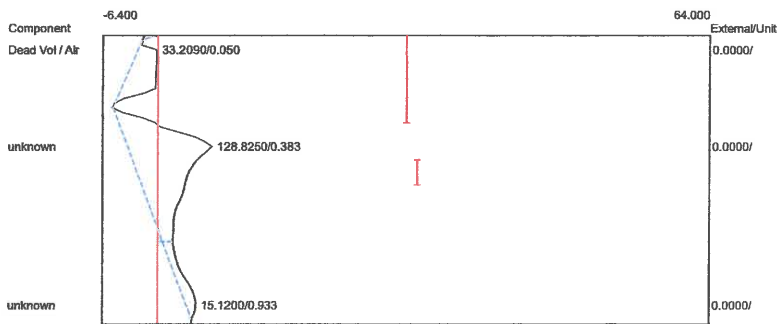 -6.400 64.000
Component External/Unit
Dead Vol / Air 33.2090/0.050 0.0000/
unknown 128.8250/0.383 0.0000/
unknown 15.1200/0.933 0.0000/